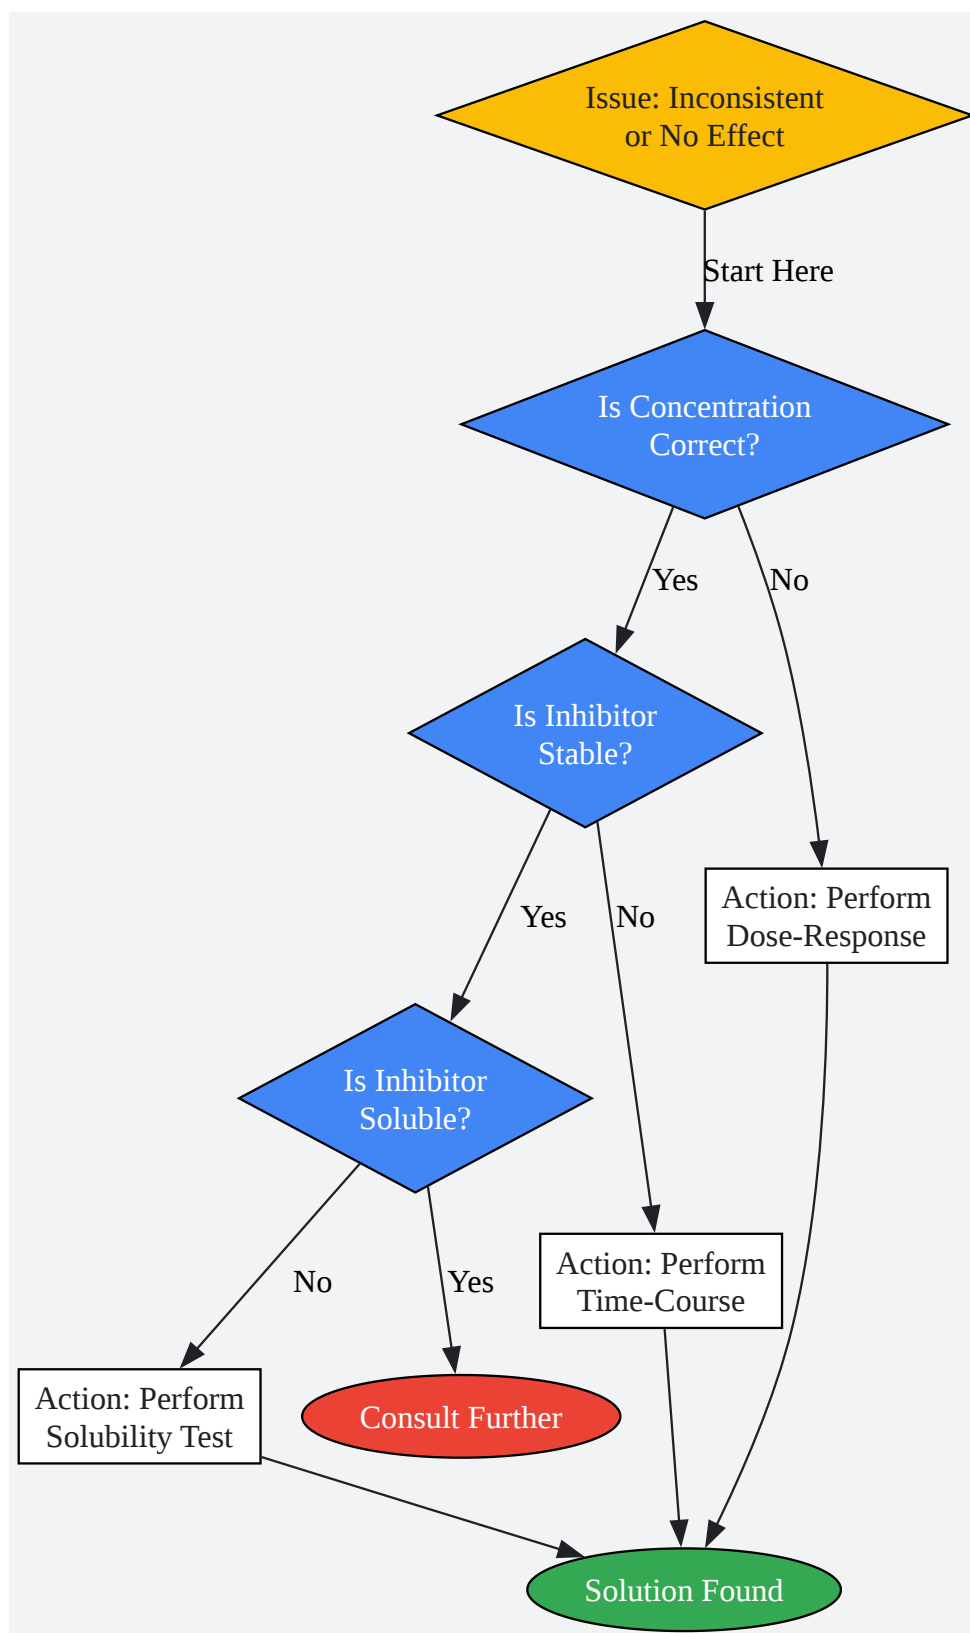 Issue: Inconsistent
or No Effect
Start Here
Is Concentration
Correct?
Yes
No
Is Inhibitor
Stable?
Action: Perform
Dose-Response
Yes
No
Is Inhibitor
Soluble?
Action: Perform
Time-Course
No
Yes
Action: Perform
Solubility Test
Consult Further
Solution Found